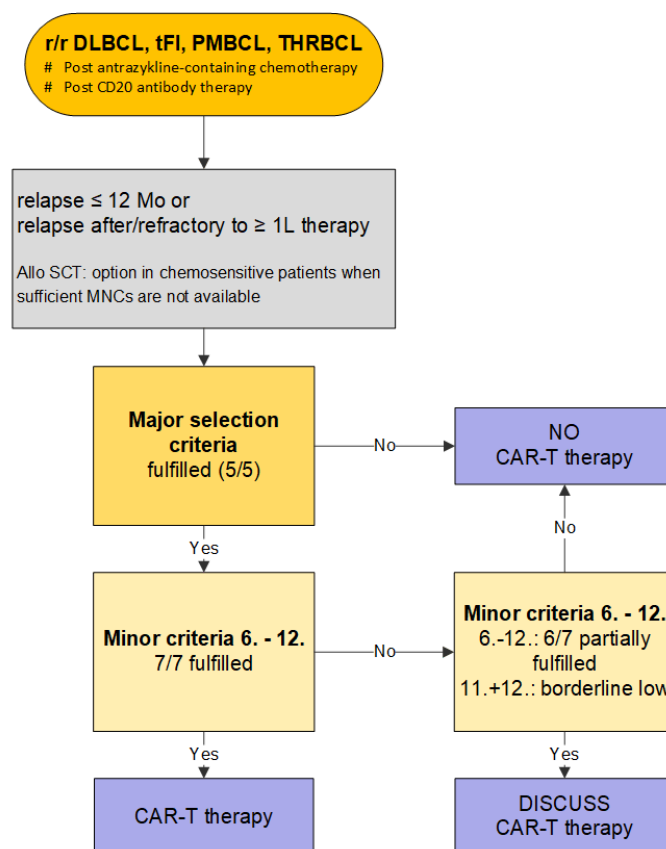 r/r DLBCL, tFl, PMBCL, THRBCL
# Post antrazykline-containing chemotherapy
# Post CD20 antibody therapy
relapse ≤ 12 Mo or
relapse after/refractory to ≥ 1L therapy
Allo SCT: option in chemosensitive patients when
sufficient MNCs are not available
Major selection
criteria
fulfilled (5/5)
No
NO
CAR-T therapy
Yes
No
Minor criteria 6. - 12.
7/7 fulfilled
No
Minor criteria 6. - 12.
6.-12.: 6/7 partially
fulfilled
11.+12.: borderline low
Yes
Yes
CAR-T therapy
DISCUSS
CAR-T therapy